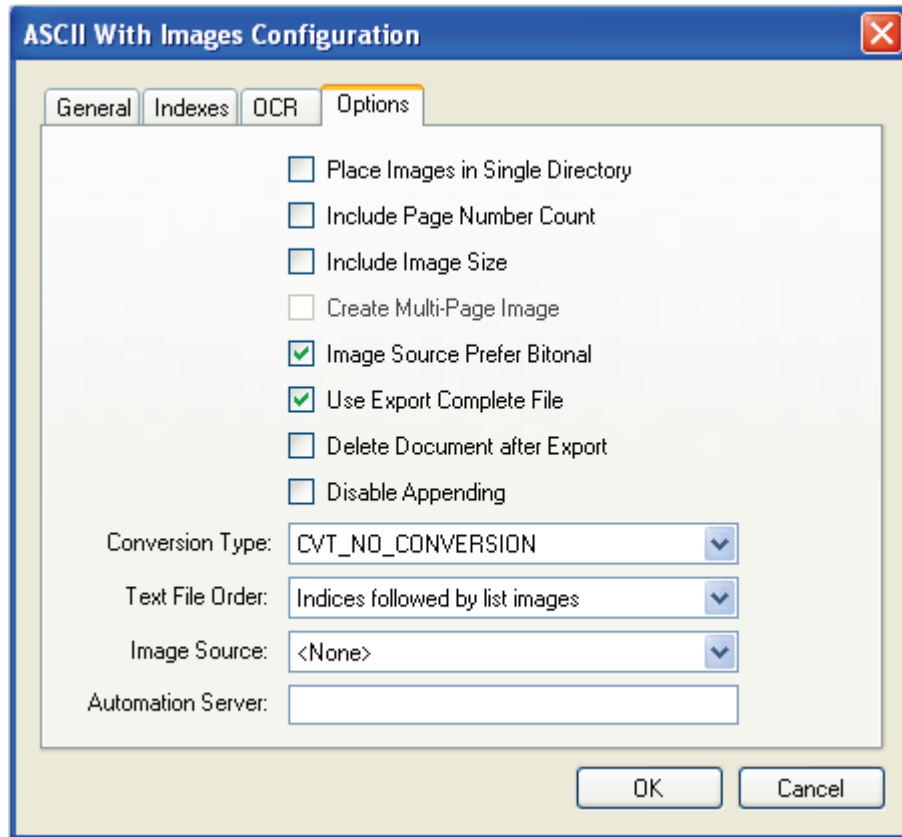 ASCII With Images Configuration
General Indexes OCR Options
Place Images in Single Directory
Include Page Number Count
Include Image Size
Create Multi-Page Image
Image Source Prefer Bitonal
Use Export Complete File
Delete Document after Export
Disable Appending
Conversion Type: CVT_NO_CONVERSION
Text File Order: Indices followed by list images
Image Source: <None>
Automation Server:
OK Cancel